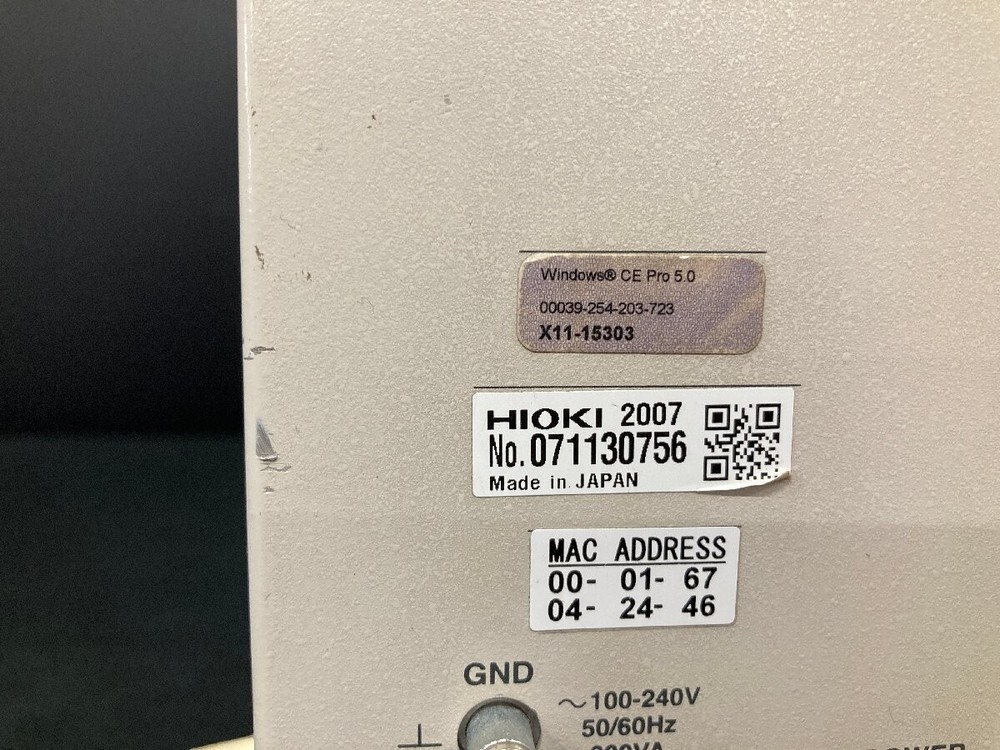 Windows® CE Pro 5.0
00039-254-203-723
X11-15303
HIOKI 2007
No. 071130756
Made in JAPAN
MAC ADDRESS
00- 01- 67
04- 24- 46
GND
~100-240V
50/60Hz